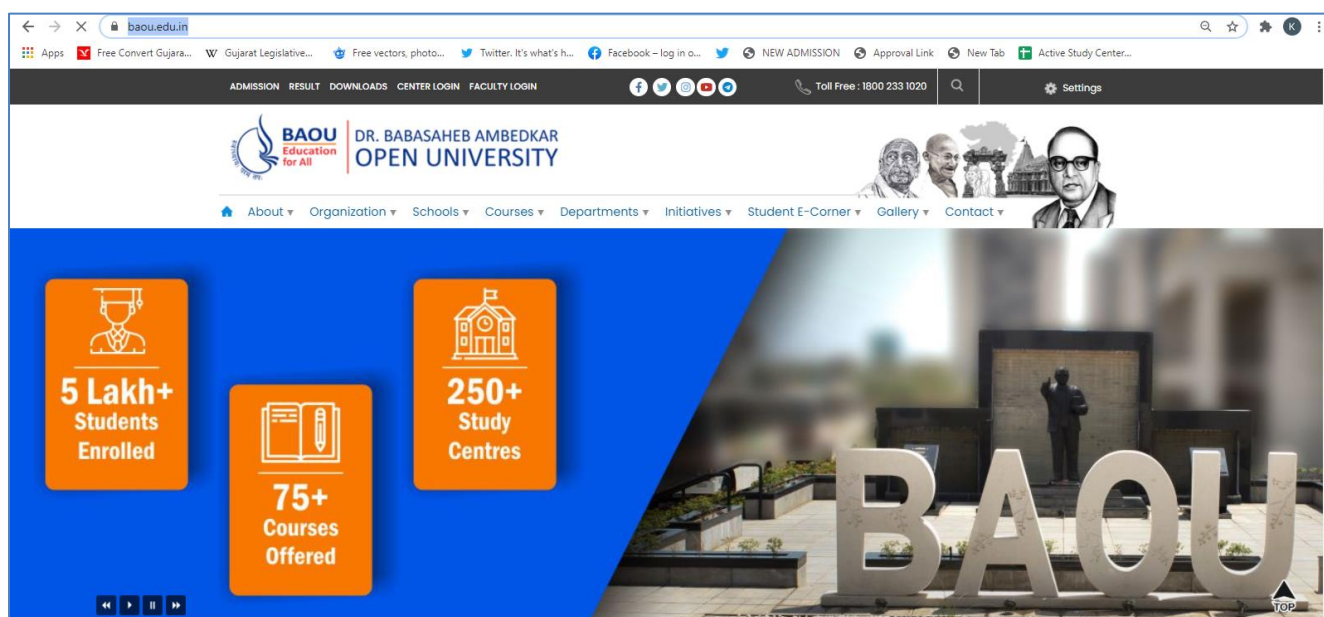 baou.edu.in
K
Apps
Free Convert Gujara...
Gujarat Legislative...
Free vectors, photo...
Twitter. It's what's h...
Facebook – log in o...
NEW ADMISSION
Approval Link
New Tab
Active Study Center...
ADMISSION RESULT DOWNLOADS CENTER LOGIN FACULTY LOGIN
Toll Free : 1800 233 1020
Settings
BAOU
Education
for All
DR. BABASAHEB AMBEDKAR
OPEN UNIVERSITY
About Organization Schools Courses Departments Initiatives Student E-Corner Gallery Contact
5 Lakh+
Students
Enrolled
75+
Courses
Offered
250+
Study
Centres
BAOU
TOP